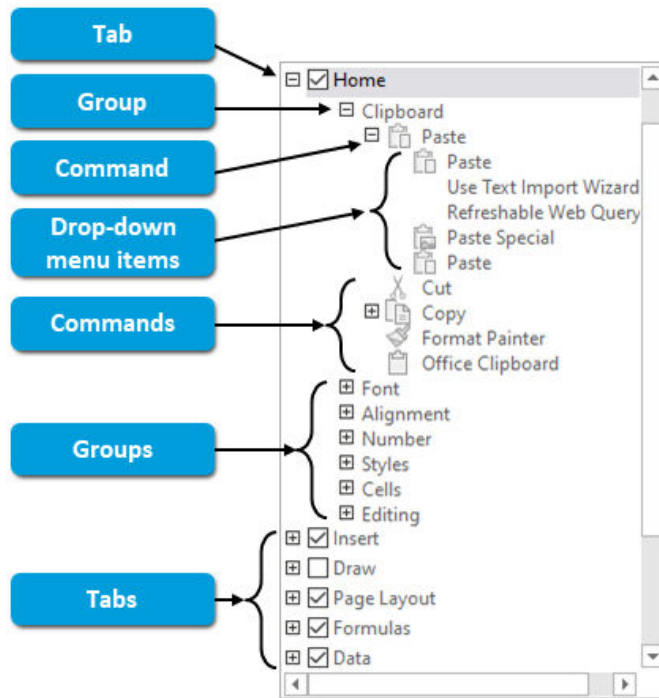 Tab
Home
Group
Clipboard
Paste
Command
Paste
Use Text Import Wizard
Refreshable Web Query
Drop-down
menu items
Paste Special
Paste
Cut
Commands
Copy
Format Painter
Office Clipboard
Font
Alignment
Number
Groups
Styles
Cells
Editing
Insert
Draw
Tabs
Page Layout
Formulas
Data